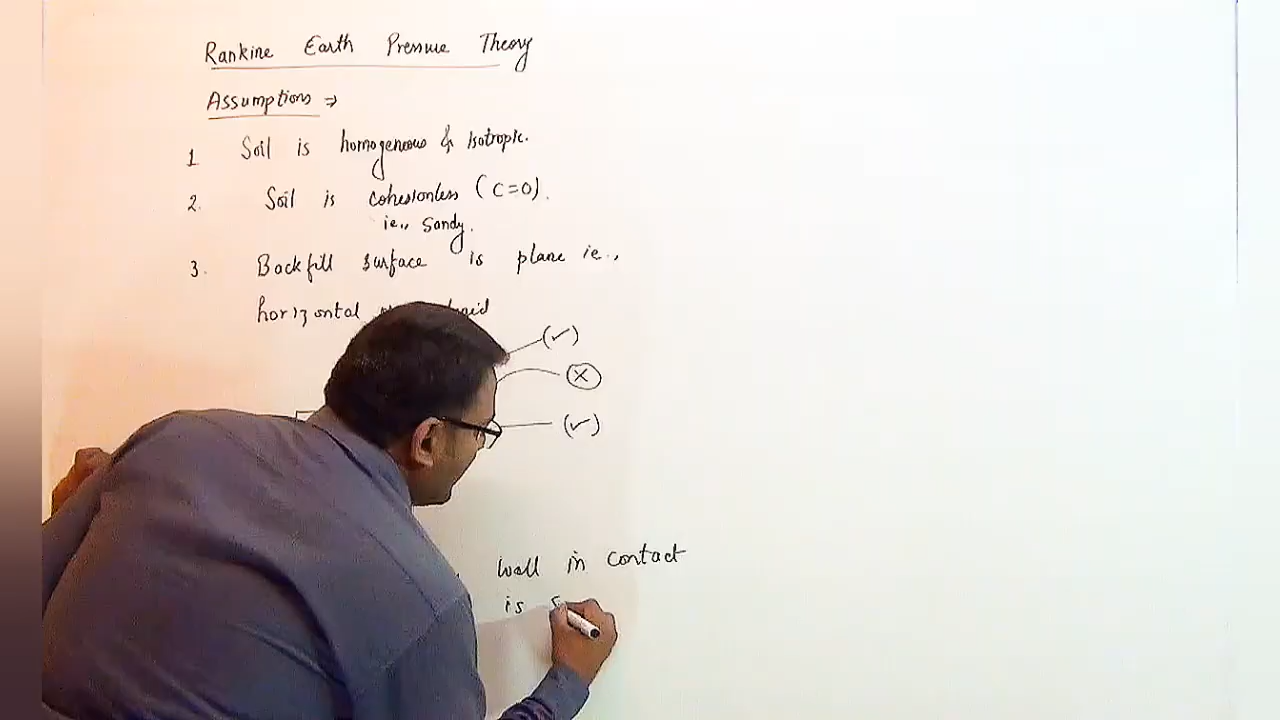 Rankine Earth Pressure Theory
Assumptions ⇒
1 Soil is homogeneous & Isotropic.
2. Soil is cohesionless (C=0).
ie., Sandy.
3. Backfill surface is plane ie.,
horizontal
(✓)
(×)
(✓)
wall in contact
is